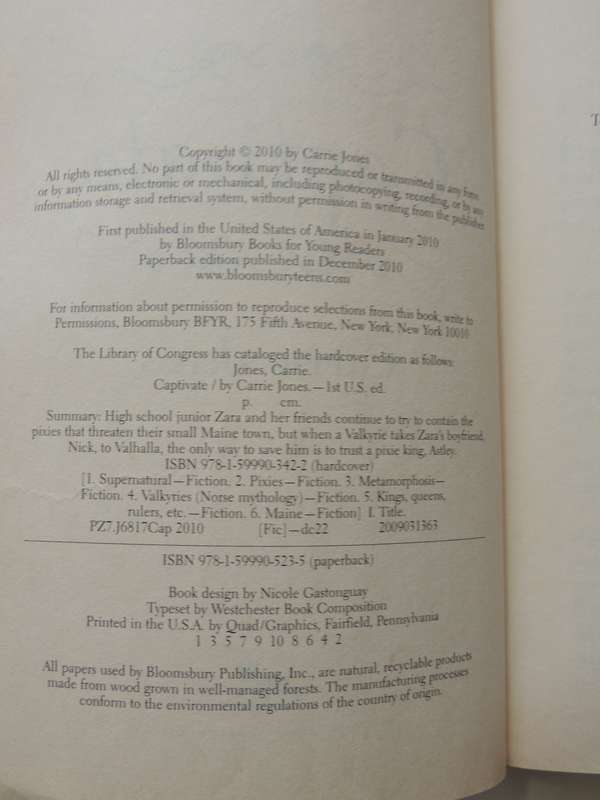 Copyright © 2010 by Carrie Jones
All rights reserved. No part of this book may be reproduced or transmitted in any form
or by any means, electronic or mechanical, including photocopying, recording, or by any
information storage and retrieval system, without permission in writing from the publisher.
First published in the United States of America in January 2010
by Bloomsbury Books for Young Readers
Paperback edition published in December 2010
www.bloomsburyteens.com
For information about permission to reproduce selections from this book, write to
Permissions, Bloomsbury BFYR, 175 Fifth Avenue, New York, New York 10010
The Library of Congress has cataloged the hardcover edition as follows:
Jones, Carrie.
Captivate / by Carrie Jones.—1st U.S. ed.
p. cm.
Summary: High school junior Zara and her friends continue to try to contain the
pixies that threaten their small Maine town, but when a Valkyrie takes Zara's boyfriend,
Nick, to Valhalla, the only way to save him is to trust a pixie king, Astley.
ISBN 978-1-59990-342-2 (hardcover)
[1. Supernatural—Fiction. 2. Pixies—Fiction. 3. Metamorphosis—
Fiction. 4. Valkyries (Norse mythology)—Fiction. 5. Kings, queens,
rulers, etc.—Fiction. 6. Maine—Fiction] I. Title.
PZ7.J6817Cap 2010 [Fic]—dc22 2009031363
ISBN 978-1-59990-523-5 (paperback)
Book design by Nicole Gastonguay
Typeset by Westchester Book Composition
Printed in the U.S.A. by Quad/Graphics, Fairfield, Pennsylvania
1 3 5 7 9 10 8 6 4 2
All papers used by Bloomsbury Publishing, Inc., are natural, recyclable products
made from wood grown in well-managed forests. The manufacturing processes
conform to the environmental regulations of the country of origin.